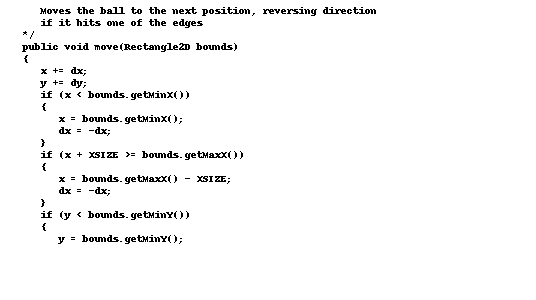 Moves the ball to the next position, reversing direction
if it hits one of the edges
*/
public void move(Rectangle2D bounds)
{
x += dx;
y += dy;
if (x < bounds.getMinX())
{
x = bounds.getMinX();
dx = -dx;
}
if (x + XSIZE >= bounds.getMaxX())
{
x = bounds.getMaxX() - XSIZE;
dx = -dx;
}
if (y < bounds.getMinY())
{
y = bounds.getMinY();